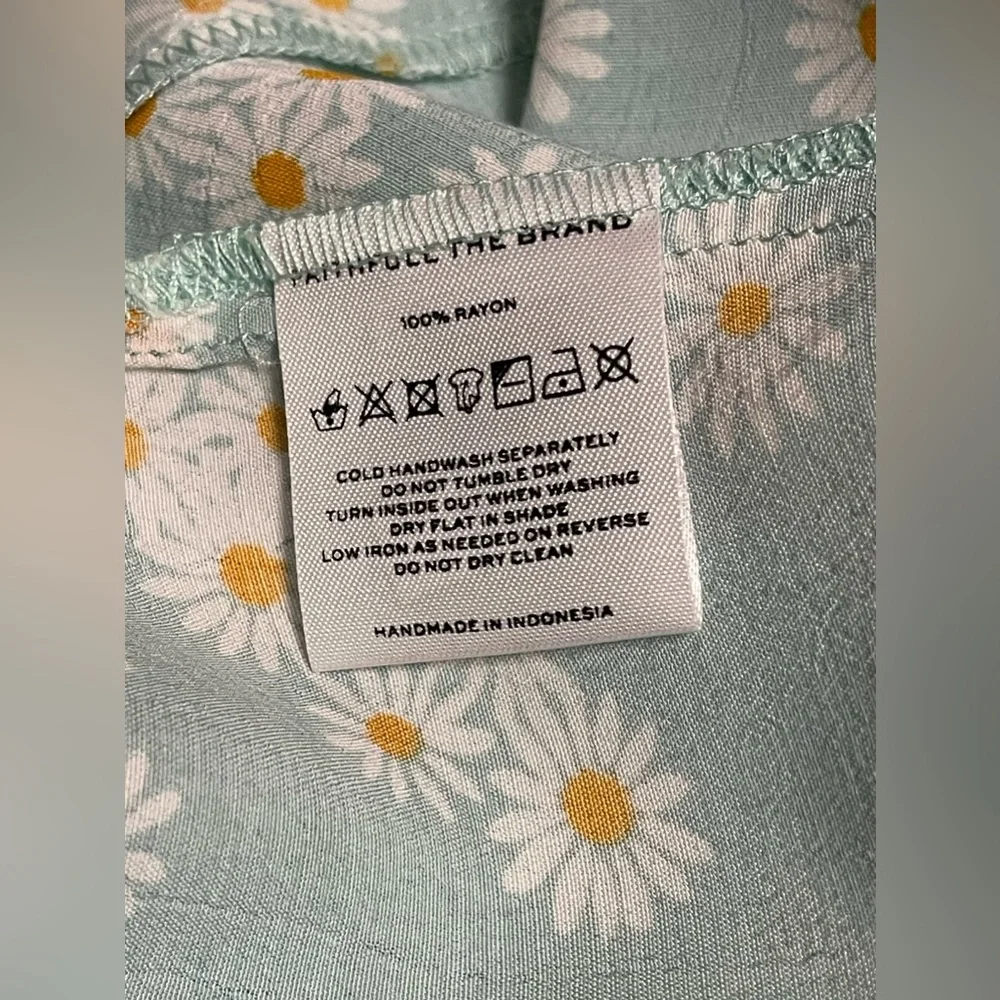 FAITHFULL THE BRAND
100% RAYON
COLD HANDWASH SEPARATELY
DO NOT TUMBLE DRY
TURN INSIDE OUT WHEN WASHING
DRY FLAT IN SHADE
LOW IRON AS NEEDED ON REVERSE
DO NOT DRY CLEAN
HANDMADE IN INDONESIA